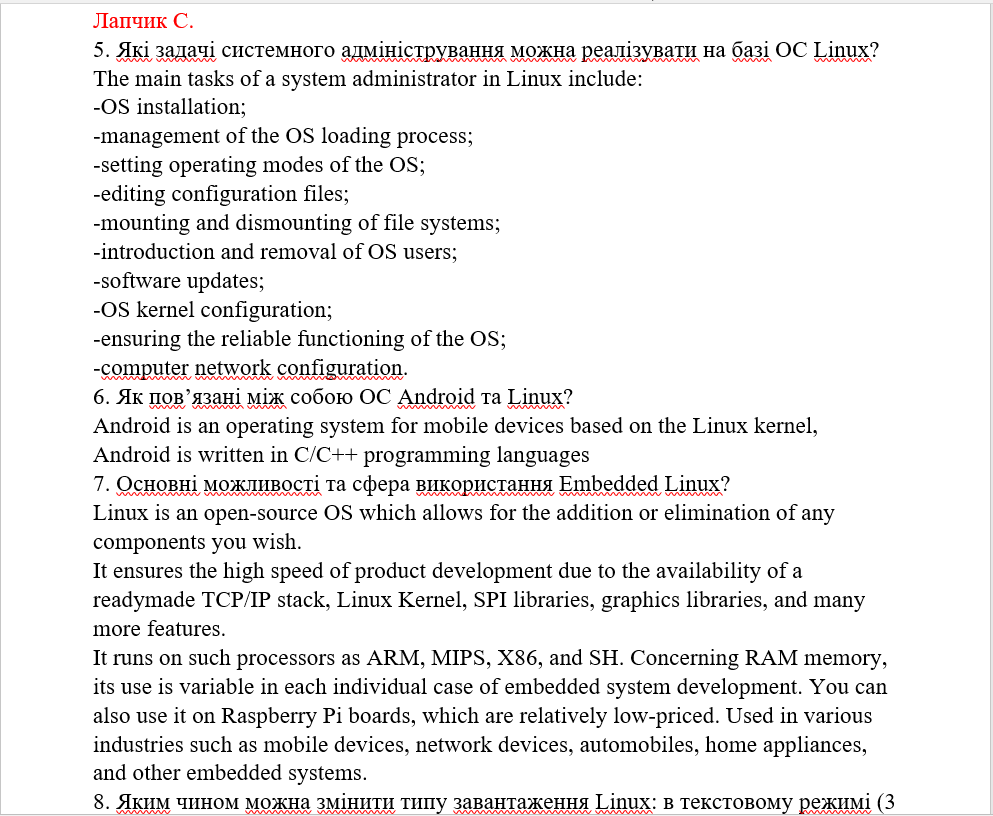 Лапчик С.
5. Які задачі системного адміністрування можна реалізувати на базі ОС Linux?
The main tasks of a system administrator in Linux include:
-OS installation;
-management of the OS loading process;
-setting operating modes of the OS;
-editing configuration files;
-mounting and dismounting of file systems;
-introduction and removal of OS users;
-software updates;
-OS kernel configuration;
-ensuring the reliable functioning of the OS;
-computer network configuration.
6. Як пов’язані між собою ОС Android та Linux?
Android is an operating system for mobile devices based on the Linux kernel,
Android is written in C/C++ programming languages
7. Основні можливості та сфера використання Embedded Linux?
Linux is an open-source OS which allows for the addition or elimination of any
components you wish.
It ensures the high speed of product development due to the availability of a
readymade TCP/IP stack, Linux Kernel, SPI libraries, graphics libraries, and many
more features.
It runs on such processors as ARM, MIPS, X86, and SH. Concerning RAM memory,
its use is variable in each individual case of embedded system development. You can
also use it on Raspberry Pi boards, which are relatively low-priced. Used in various
industries such as mobile devices, network devices, automobiles, home appliances,
and other embedded systems.
8. Яким чином можна змінити типу завантаження Linux: в текстовому режимі (3